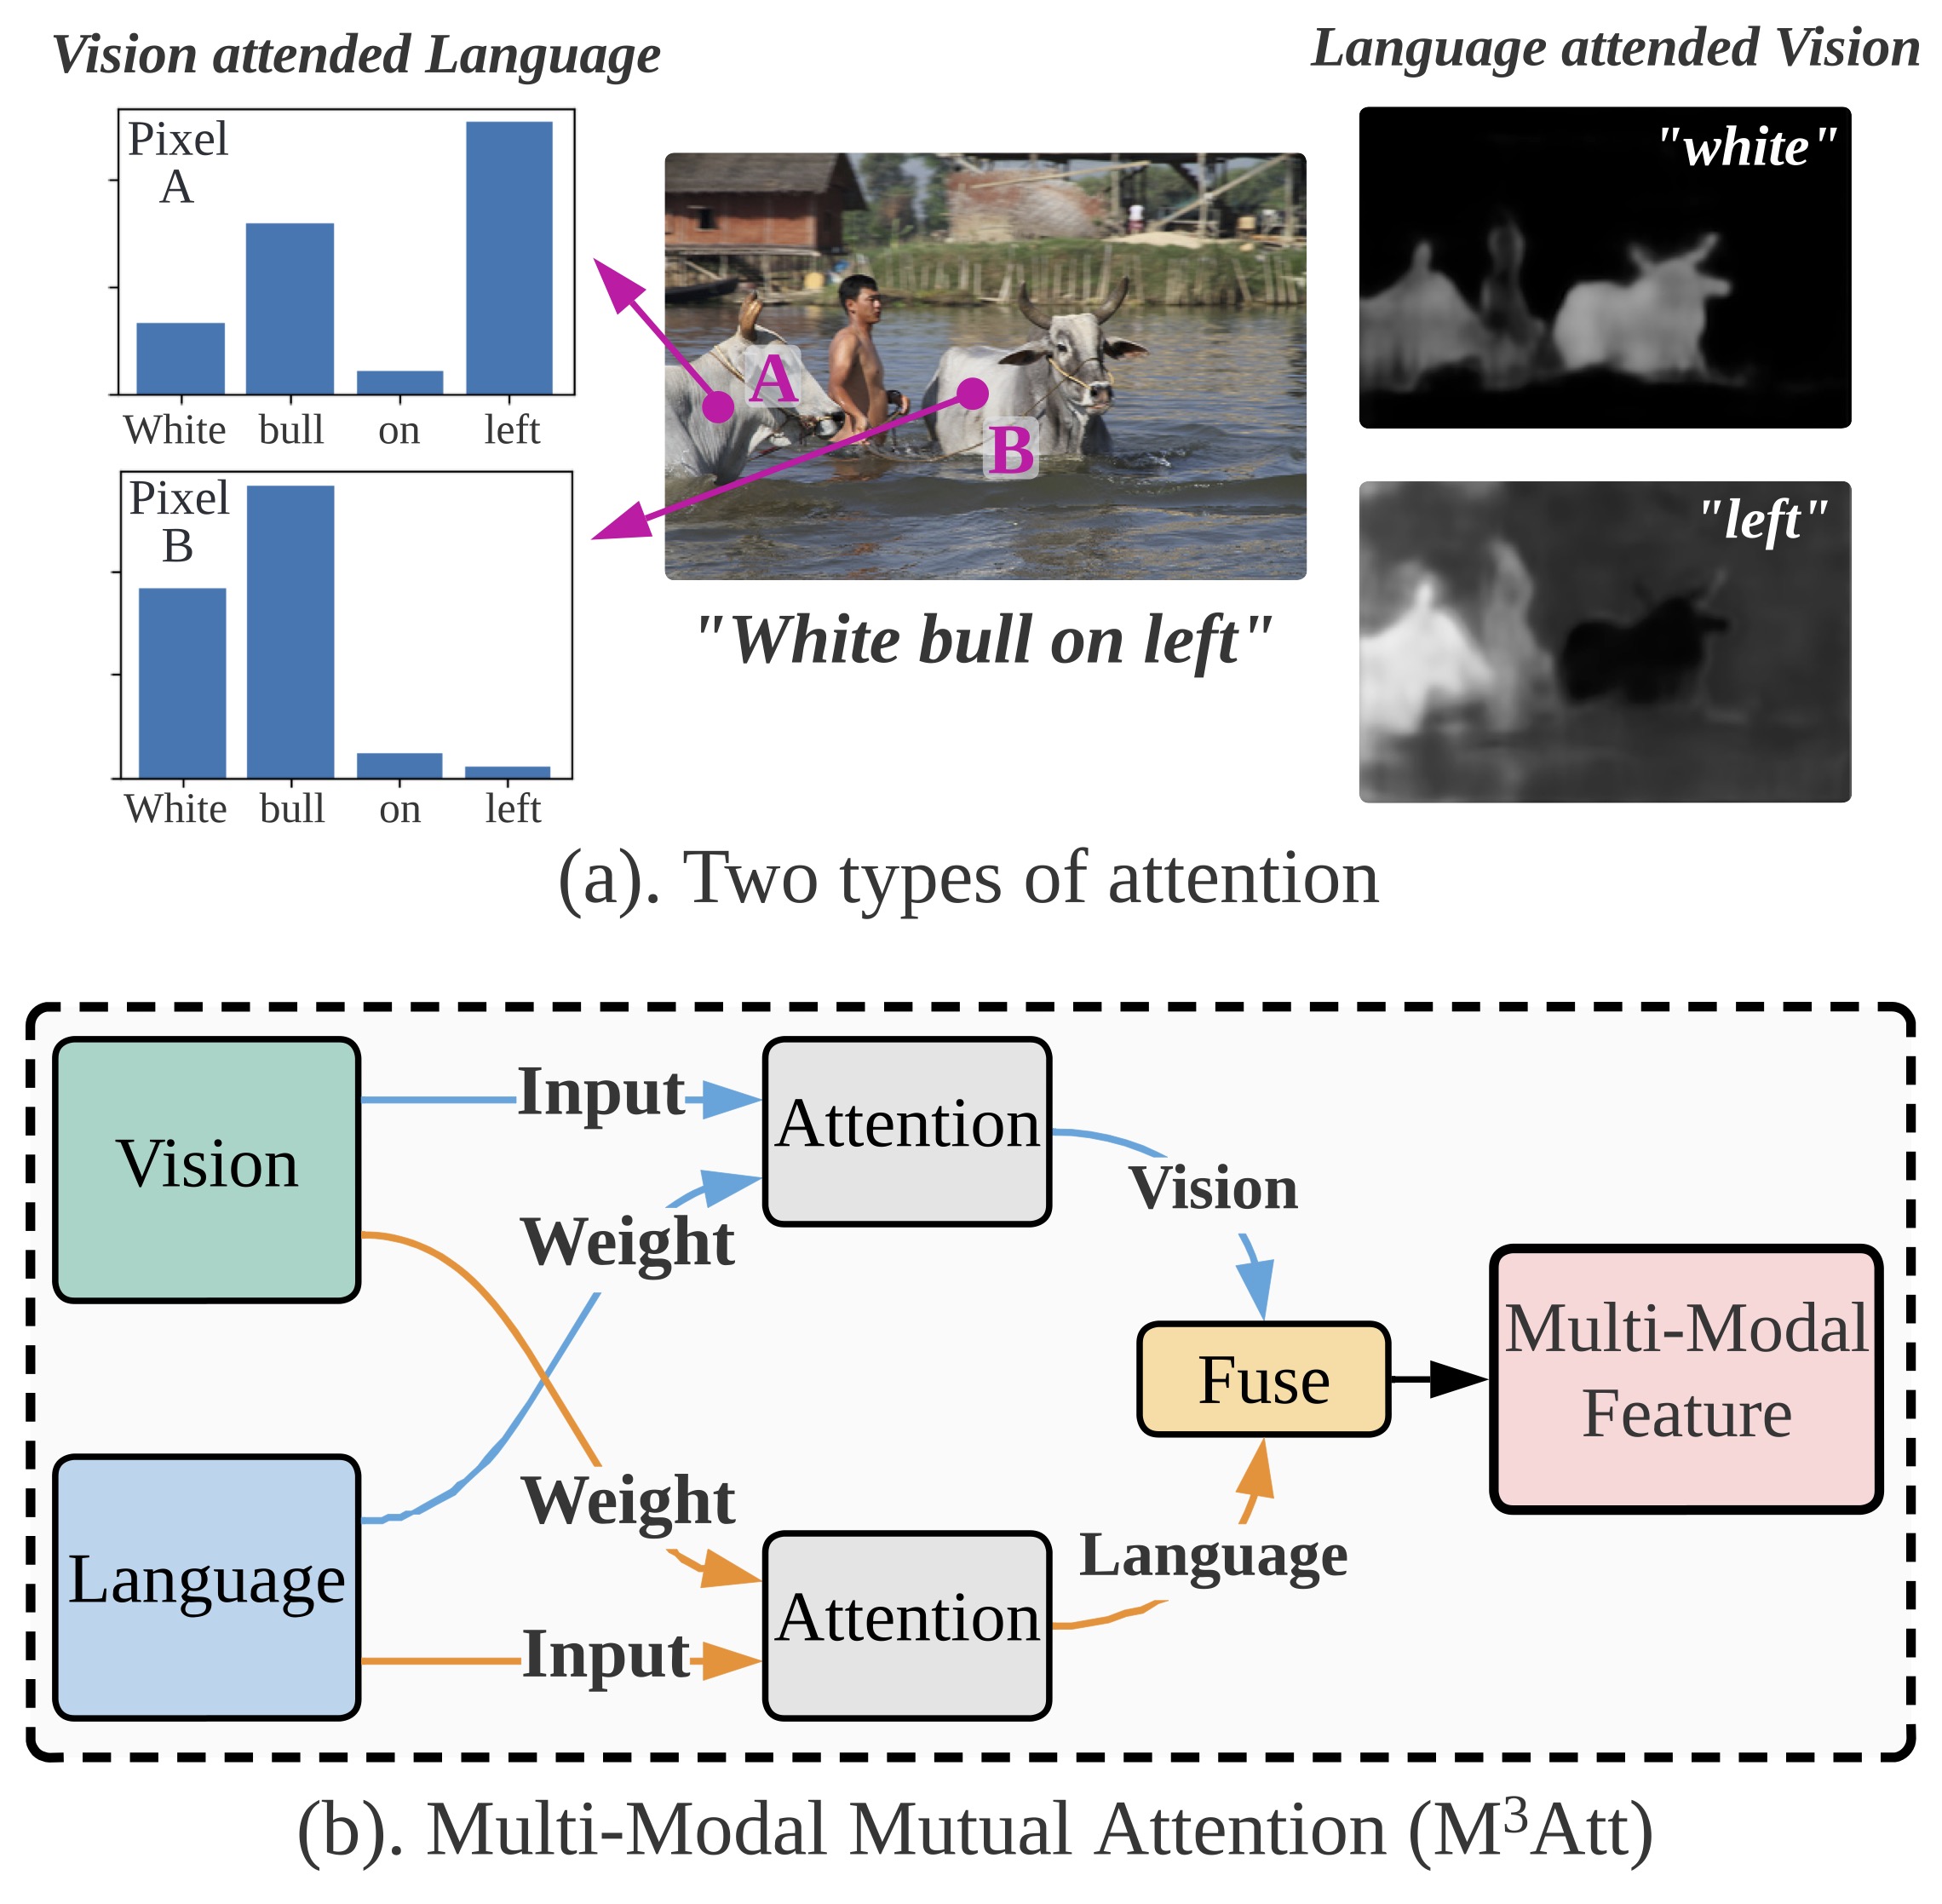 Vision attended Language
Language attended Vision
Pixel
A
White bull on left
Pixel
B
White bull on left
A
B
"White bull on left"
"white"
"left"
(a). Two types of attention
Vision
Input
Weight
Attention
Vision
Language
Weight
Input
Attention
Language
Fuse
Multi-Modal
Feature
(b). Multi-Modal Mutual Attention (M³Att)